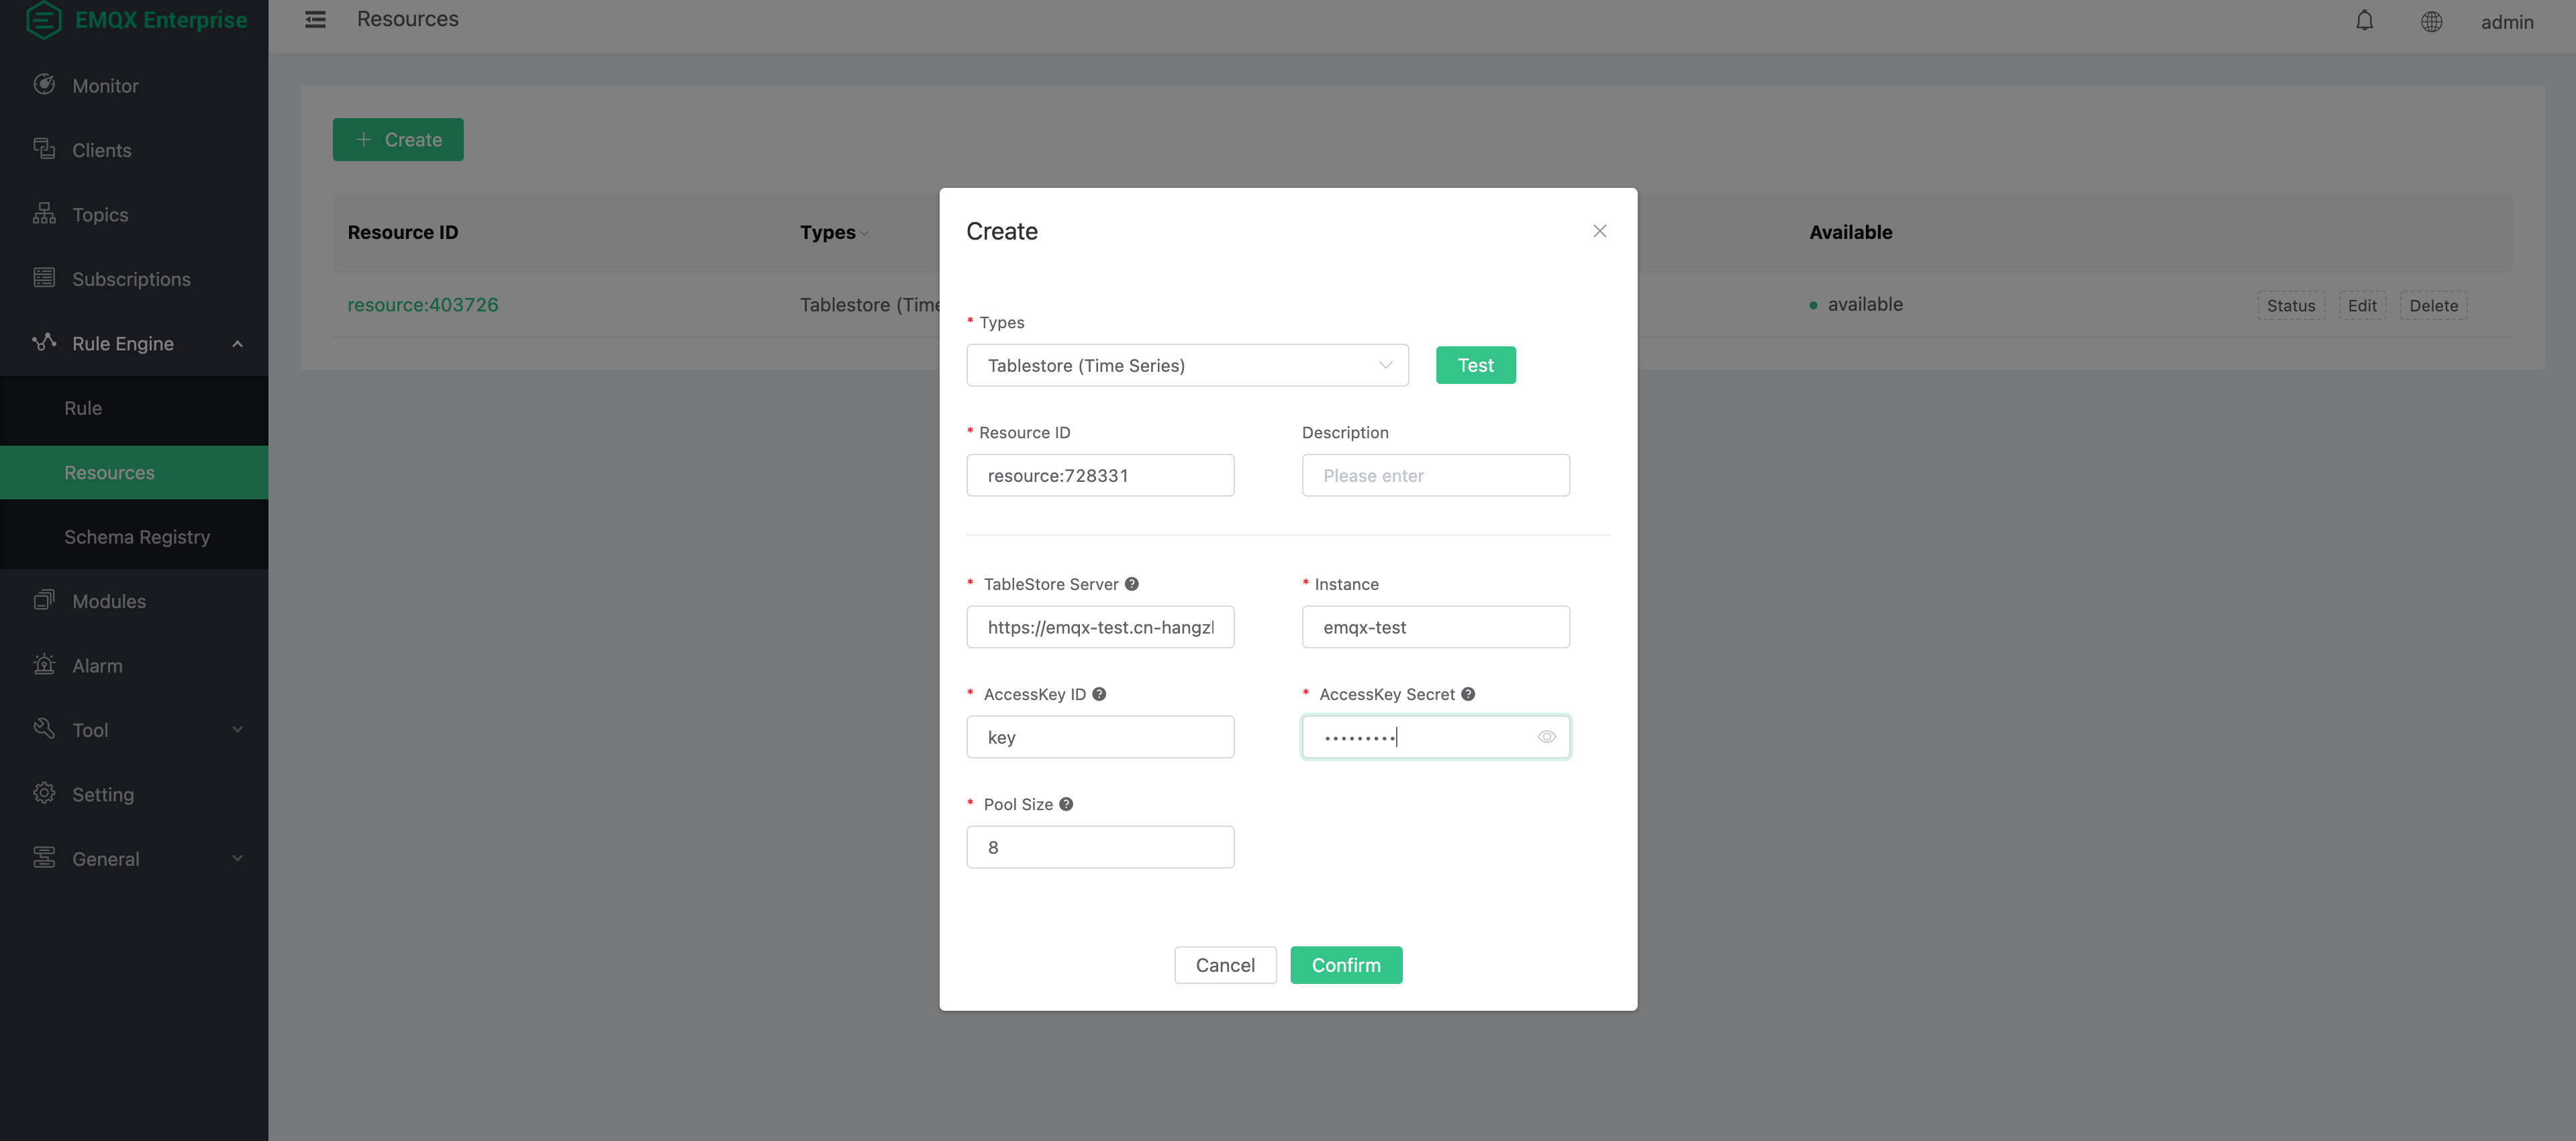 EMQX Enterprise
Resources
admin
Monitor
Clients
Topics
Subscriptions
Rule Engine
Rule
Resources
Schema Registry
Modules
Alarm
Tool
Setting
General
+ Create
Resource ID
Types
Available
resource:403726
Tablestore (Time
available
Status
Edit
Delete
Create
* Types
Tablestore (Time Series)
Test
* Resource ID
Description
resource:728331
Please enter
* TableStore Server
* Instance
https://emqx-test.cn-hangz
emqx-test
* AccessKey ID
* AccessKey Secret
key
•••••••••
* Pool Size
8
Cancel
Confirm